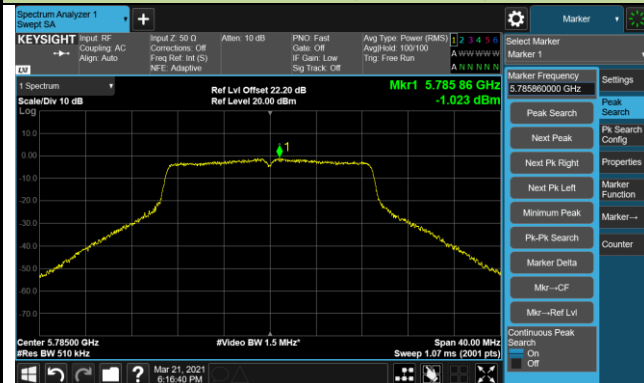 Spectrum Analyzer 1
Swept SA
Marker
KEYSIGHT
Input: RF
Coupling: AC
Align: Auto
Input Z: 50 Ω
Corrections: Off
Freq Ref: Int (S)
NFE: Adaptive
Atten: 10 dB
PNO: Fast
Gate: Off
IF Gain: Low
Sig Track: Off
Avg Type: Power (RMS)
Avg|Hold: 100/100
Trig: Free Run
1 2 3 4 5 6
A W W W W W
A N N N N N
LXI
Select Marker
Marker 1
1 Spectrum
Scale/Div 10 dB
Ref Lvl Offset 22.20 dB
Ref Level 20.00 dBm
Mkr1 5.785 86 GHz
-1.023 dBm
Log
10.0
0.00
-10.0
-20.0
-30.0
-40.0
-50.0
-60.0
-70.0
1
Center 5.78500 GHz
#Res BW 510 kHz
#Video BW 1.5 MHz*
Span 40.00 MHz
Sweep 1.07 ms (2001 pts)
Marker Frequency
5.785860000 GHz
Peak Search
Next Peak
Next Pk Right
Next Pk Left
Minimum Peak
Pk-Pk Search
Marker Delta
Mkr→CF
Mkr→Ref Lvl
Continuous Peak
Search
On
Off
Settings
Peak
Search
Pk Search
Config
Properties
Marker
Function
Marker→
Counter
Mar 21, 2021
6:16:40 PM